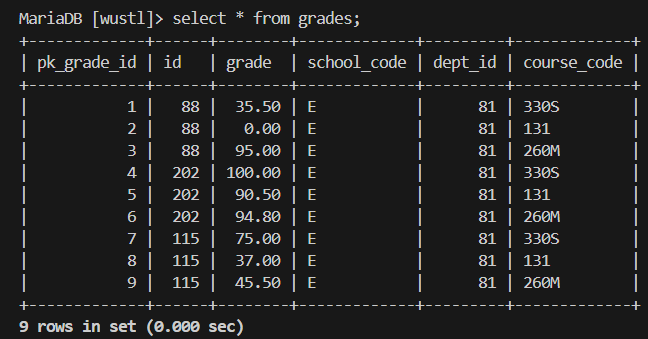 MariaDB [wustl]> select * from grades;
+-------------+------+--------+-------------+---------+-------------+
| pk_grade_id | id   | grade  | school_code | dept_id | course_code |
+-------------+------+--------+-------------+---------+-------------+
|           1 |   88 |  35.50 | E           |      81 | 330S        |
|           2 |   88 |   0.00 | E           |      81 | 131         |
|           3 |   88 |  95.00 | E           |      81 | 260M        |
|           4 |  202 | 100.00 | E           |      81 | 330S        |
|           5 |  202 |  90.50 | E           |      81 | 131         |
|           6 |  202 |  94.80 | E           |      81 | 260M        |
|           7 |  115 |  75.00 | E           |      81 | 330S        |
|           8 |  115 |  37.00 | E           |      81 | 131         |
|           9 |  115 |  45.50 | E           |      81 | 260M        |
+-------------+------+--------+-------------+---------+-------------+
9 rows in set (0.000 sec)